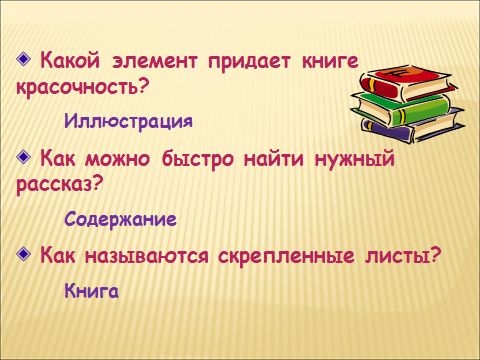 Какой элемент придает книге
красочность?
Иллюстрация
Как можно быстро найти нужный
рассказ?
Содержание
Как называются скрепленные листы?
Книга